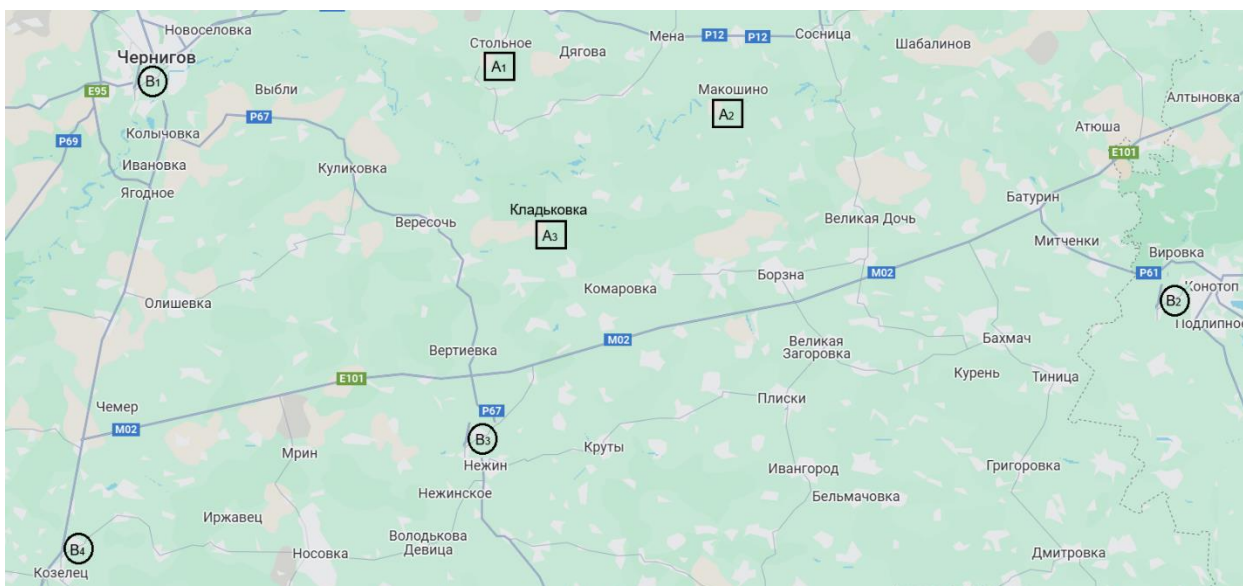 Новоселовка
Стольное
Мена
P12
P12
Сосница
Шабалинов
Дягова
Чернигов
A1
B1
E95
Выбли
Макошино
Алтыновка
P67
A2
Колычовка
P69
Атюша
E101
Ивановка
Куликовка
Ягодное
Батурин
Кладьковка
Вересочь
Великая Дочь
A3
Митченки
Вировка
Борзна
M02
P61
Комаровка
Конотоп
Олишевка
B2
Подлипное
M02
Бахмач
Вертиевка
Великая
Загоровка
Курень
Тиница
E101
Плиски
Чемер
P67
M02
B3
Круты
Мрин
Нежин
Ивангород
Григоровка
Нежинское
Бельмачовка
Иржавец
Володькова
Девица
B4
Носовка
Дмитровка
Козелец